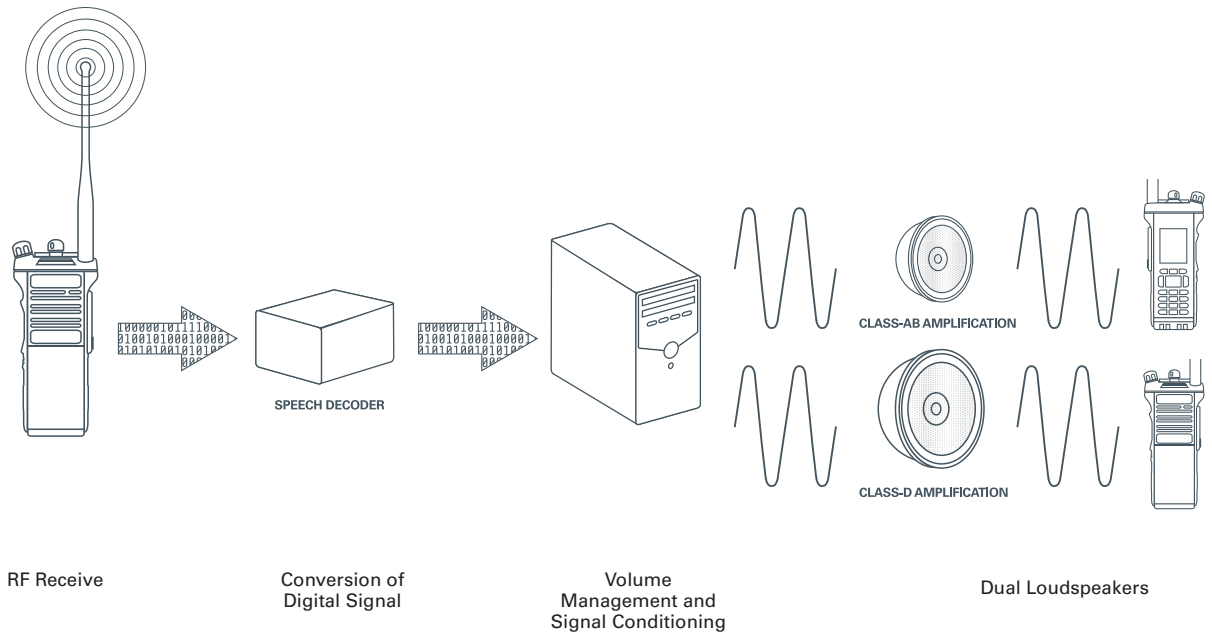 SPEECH DECODER
CLASS-AB AMPLIFICATION
CLASS-D AMPLIFICATION
RF Receive
Conversion of
Digital Signal
Volume
Management and
Signal Conditioning
Dual Loudspeakers